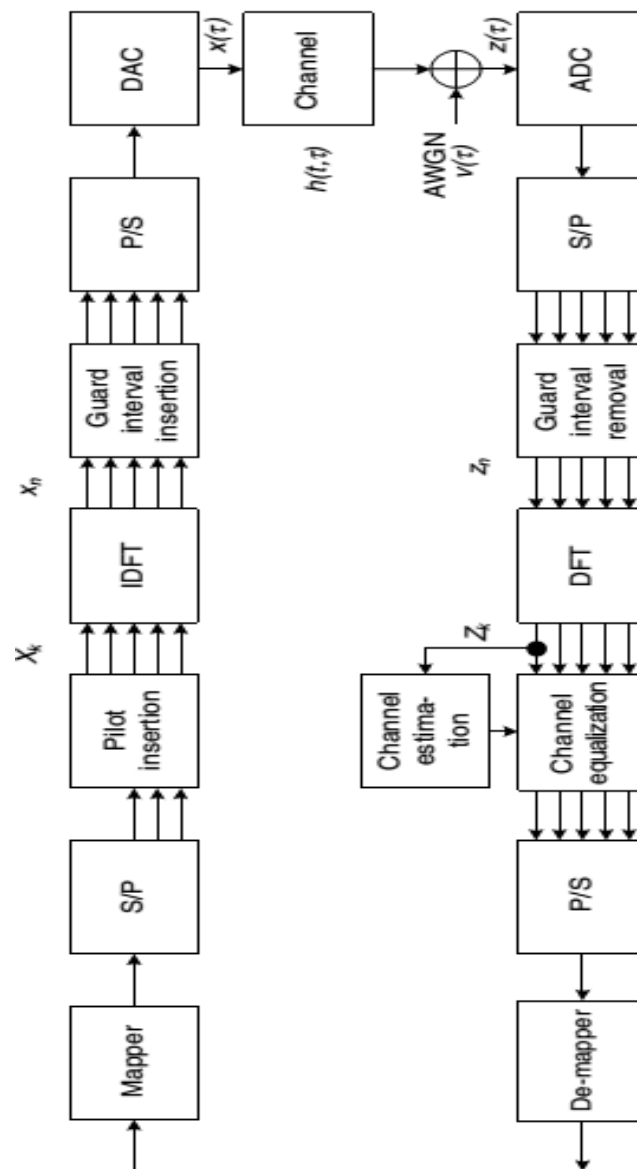 Mapper
S/P
Pilot
insertion
X_k
IDFT
x_n
Guard
interval
insertion
P/S
DAC
x(τ)
Channel
h(t,τ)
AWGN
v(τ)
z(τ)
ADC
S/P
Guard
interval
removal
z_n
DFT
Z_k
Channel
estima-
tion
Channel
equalization
P/S
De-mapper